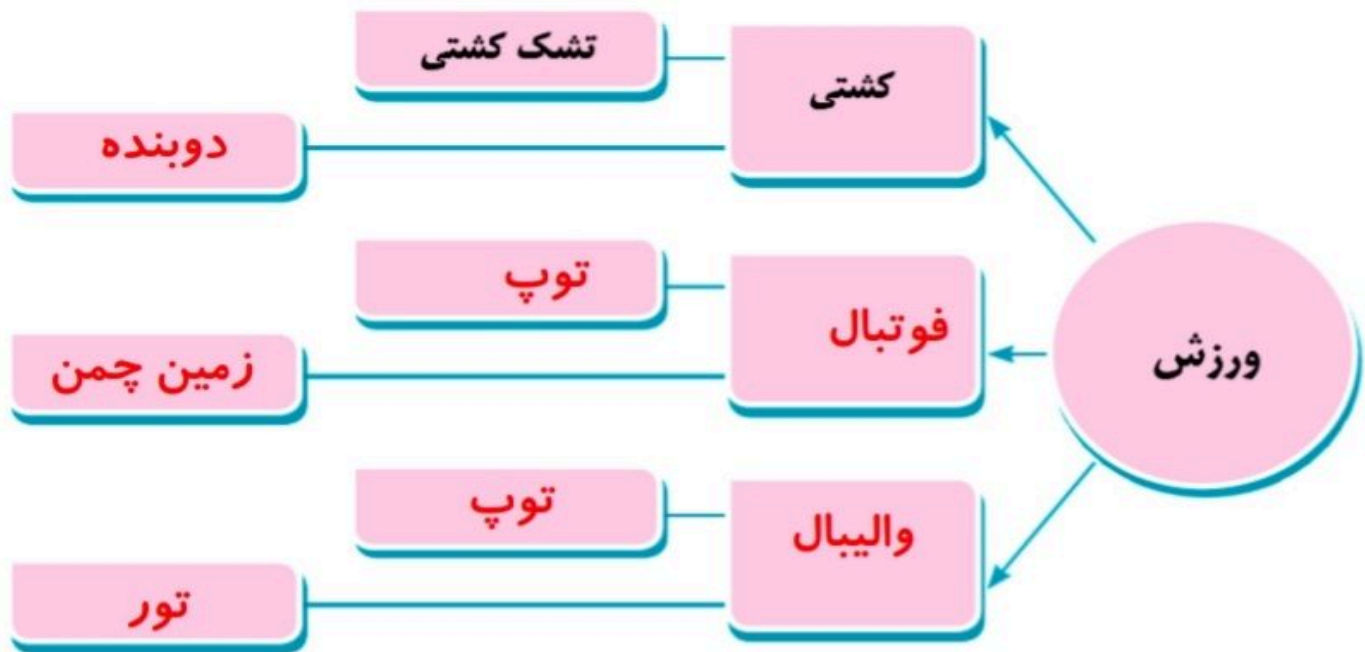 ورزش
کشتی
تشک کشتی
دوبنده
فوتبال
توپ
زمین چمن
والیبال
توپ
تور